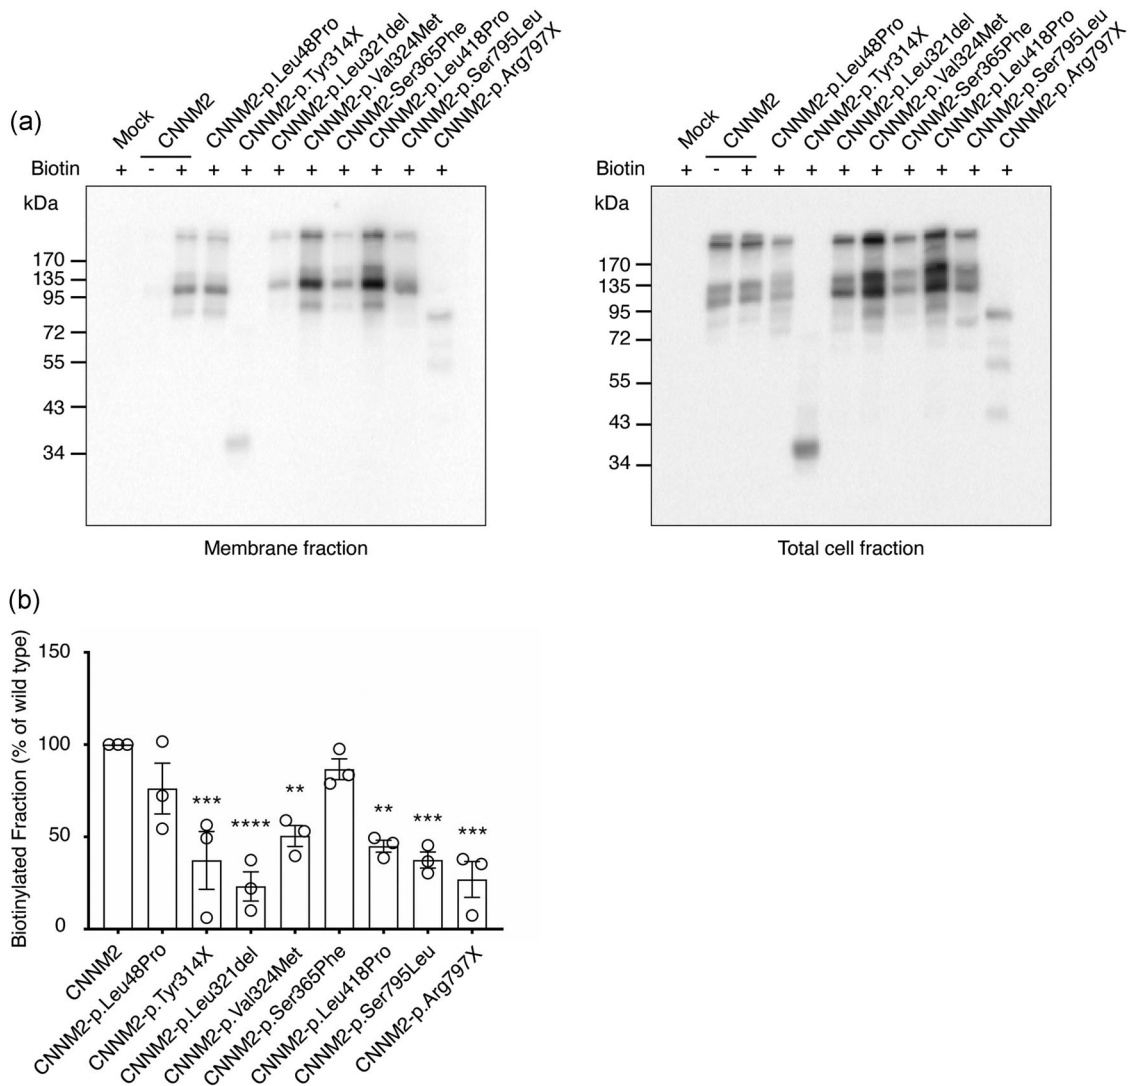 (a)
Mock
CNNM2
CNNM2-p.Leu48Pro
CNNM2-p.Tyr314X
CNNM2-p.Leu321del
CNNM2-p.Val324Met
CNNM2-Ser365Phe
CNNM2-p.Leu418Pro
CNNM2-p.Ser795Leu
CNNM2-p.Arg797X
Biotin + - + + + + + + + + +
kDa
170
135
95
72
55
43
34
Membrane fraction
Mock
CNNM2
CNNM2-p.Leu48Pro
CNNM2-p.Tyr314X
CNNM2-p.Leu321del
CNNM2-p.Val324Met
CNNM2-Ser365Phe
CNNM2-p.Leu418Pro
CNNM2-p.Ser795Leu
CNNM2-p.Arg797X
Biotin + - + + + + + + + + +
kDa
170
135
95
72
55
43
34
Total cell fraction
(b)
Biotinylated Fraction (% of wild type)
150
100
50
0
***
****
**
**
***
***
CNNM2
CNNM2-p.Leu48Pro
CNNM2-p.Tyr314X
CNNM2-p.Leu321del
CNNM2-p.Val324Met
CNNM2-p.Ser365Phe
CNNM2-p.Leu418Pro
CNNM2-p.Ser795Leu
CNNM2-p.Arg797X